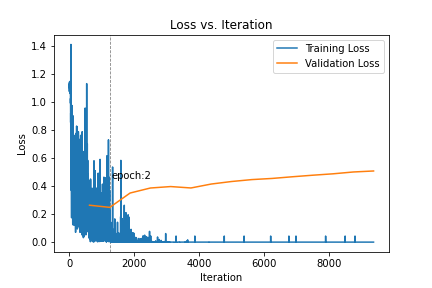 Loss vs. Iteration
Training Loss
Validation Loss
1.4
1.2
1.0
0.8
0.6
0.4
0.2
0.0
Loss
epoch:2
0
2000
4000
6000
8000
Iteration